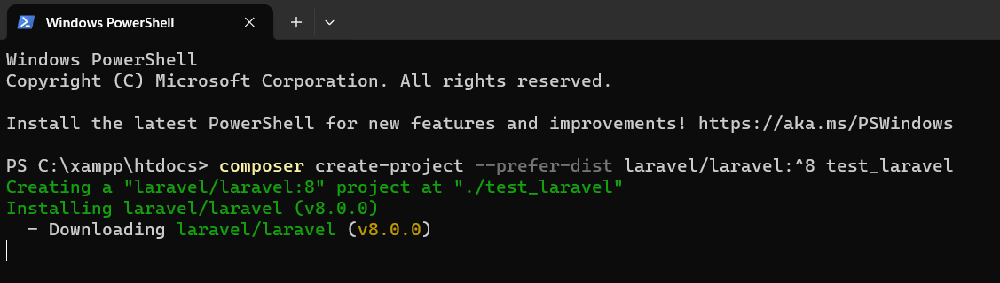 Windows PowerShell
Windows PowerShell
Copyright (C) Microsoft Corporation. All rights reserved.
Install the latest PowerShell for new features and improvements! https://aka.ms/PSWindows
PS C:\xampp\htdocs> composer create-project --prefer-dist laravel/laravel:^8 test_laravel
Creating a "laravel/laravel:8" project at "./test_laravel"
Installing laravel/laravel (v8.0.0)
- Downloading laravel/laravel (v8.0.0)